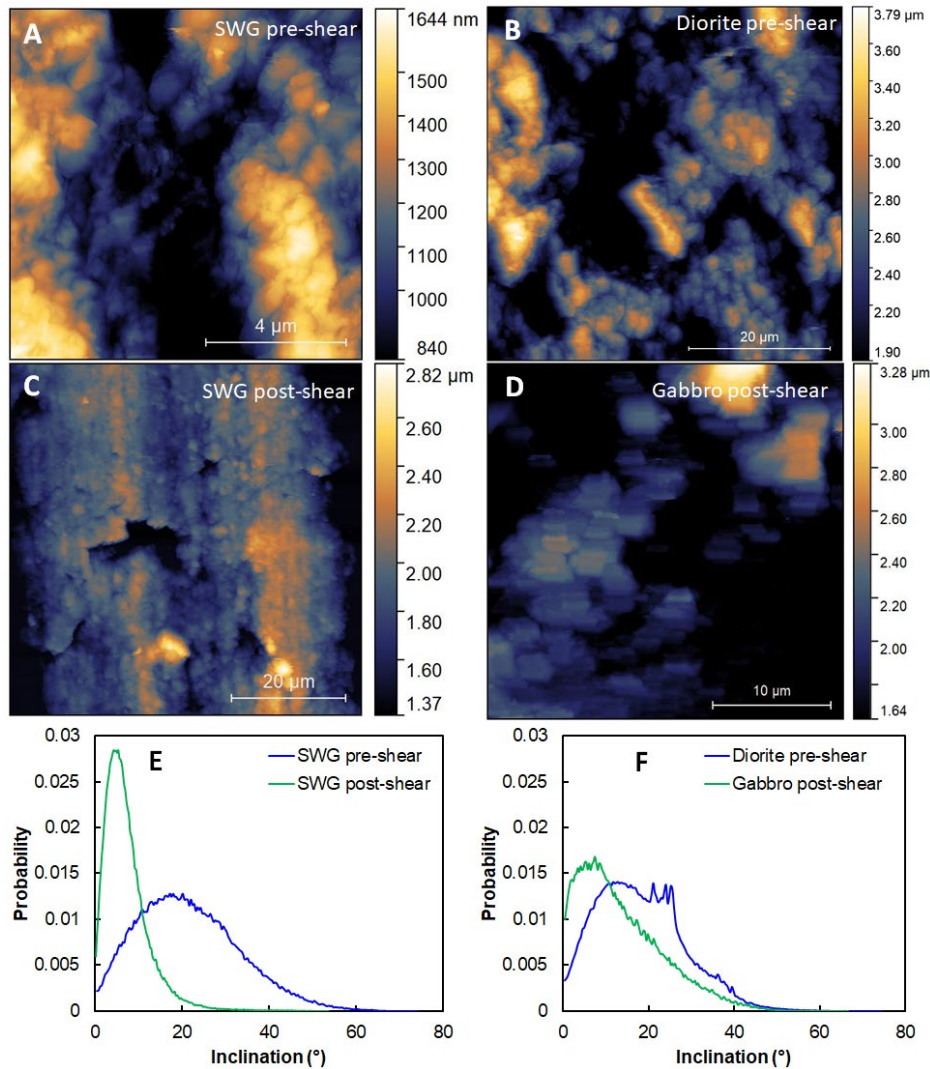 A
SWG pre-shear
1644 nm
1500
1400
1300
1200
1000
840
4 µm
B
Diorite pre-shear
3.79 µm
3.60
3.40
3.20
3.00
2.80
2.60
2.40
2.20
1.90
20 µm
C
SWG post-shear
2.82 µm
2.60
2.40
2.20
2.00
1.80
1.60
1.37
20 µm
D
Gabbro post-shear
3.28 µm
3.00
2.80
2.60
2.40
2.20
2.00
1.64
10 µm
E
SWG pre-shear
SWG post-shear
0.03
0.025
0.02
0.015
0.01
0.005
0
Probability
0
20
40
60
80
Inclination (°)
F
Diorite pre-shear
Gabbro post-shear
0.03
0.025
0.02
0.015
0.01
0.005
0
Probability
0
20
40
60
80
Inclination (°)